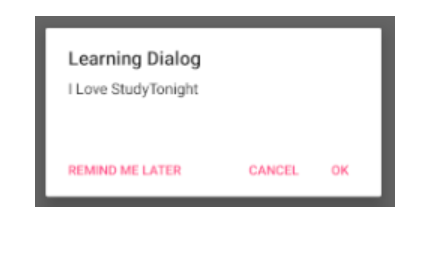 Learning Dialog
I Love StudyTonight
REMIND ME LATER CANCEL OK